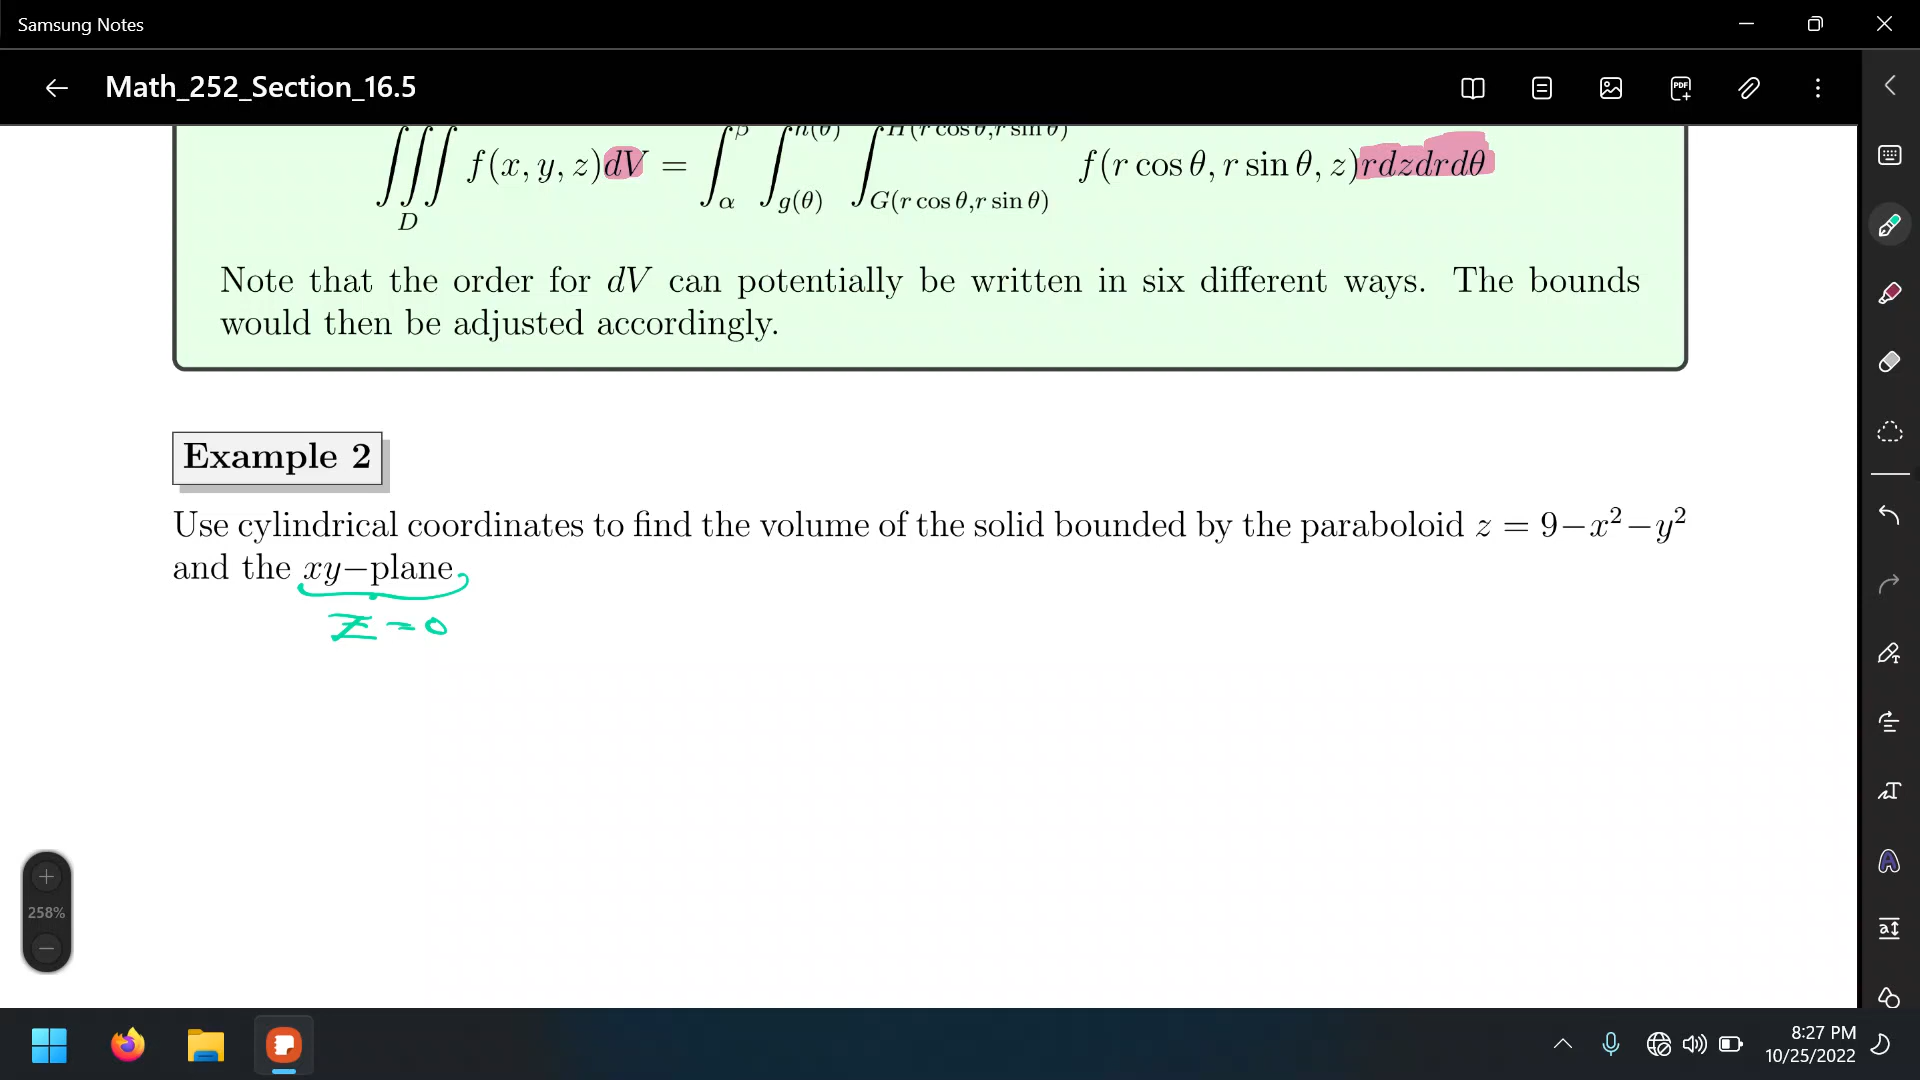 Samsung Notes
Math_252_Section_16.5
∭_D f(x, y, z)dV = ∫_α^β ∫_{g(θ)}^{h(θ)} ∫_{G(r cos θ,r sin θ)}^{H(r cos θ,r sin θ)} f(r cos θ, r sin θ, z)rdzdrdθ
Note that the order for dV can potentially be written in six different ways. The bounds
would then be adjusted accordingly.
Example 2
Use cylindrical coordinates to find the volume of the solid bounded by the paraboloid z = 9−x²−y²
and the xy−plane.
z = 0
258%
8:27 PM
10/25/2022